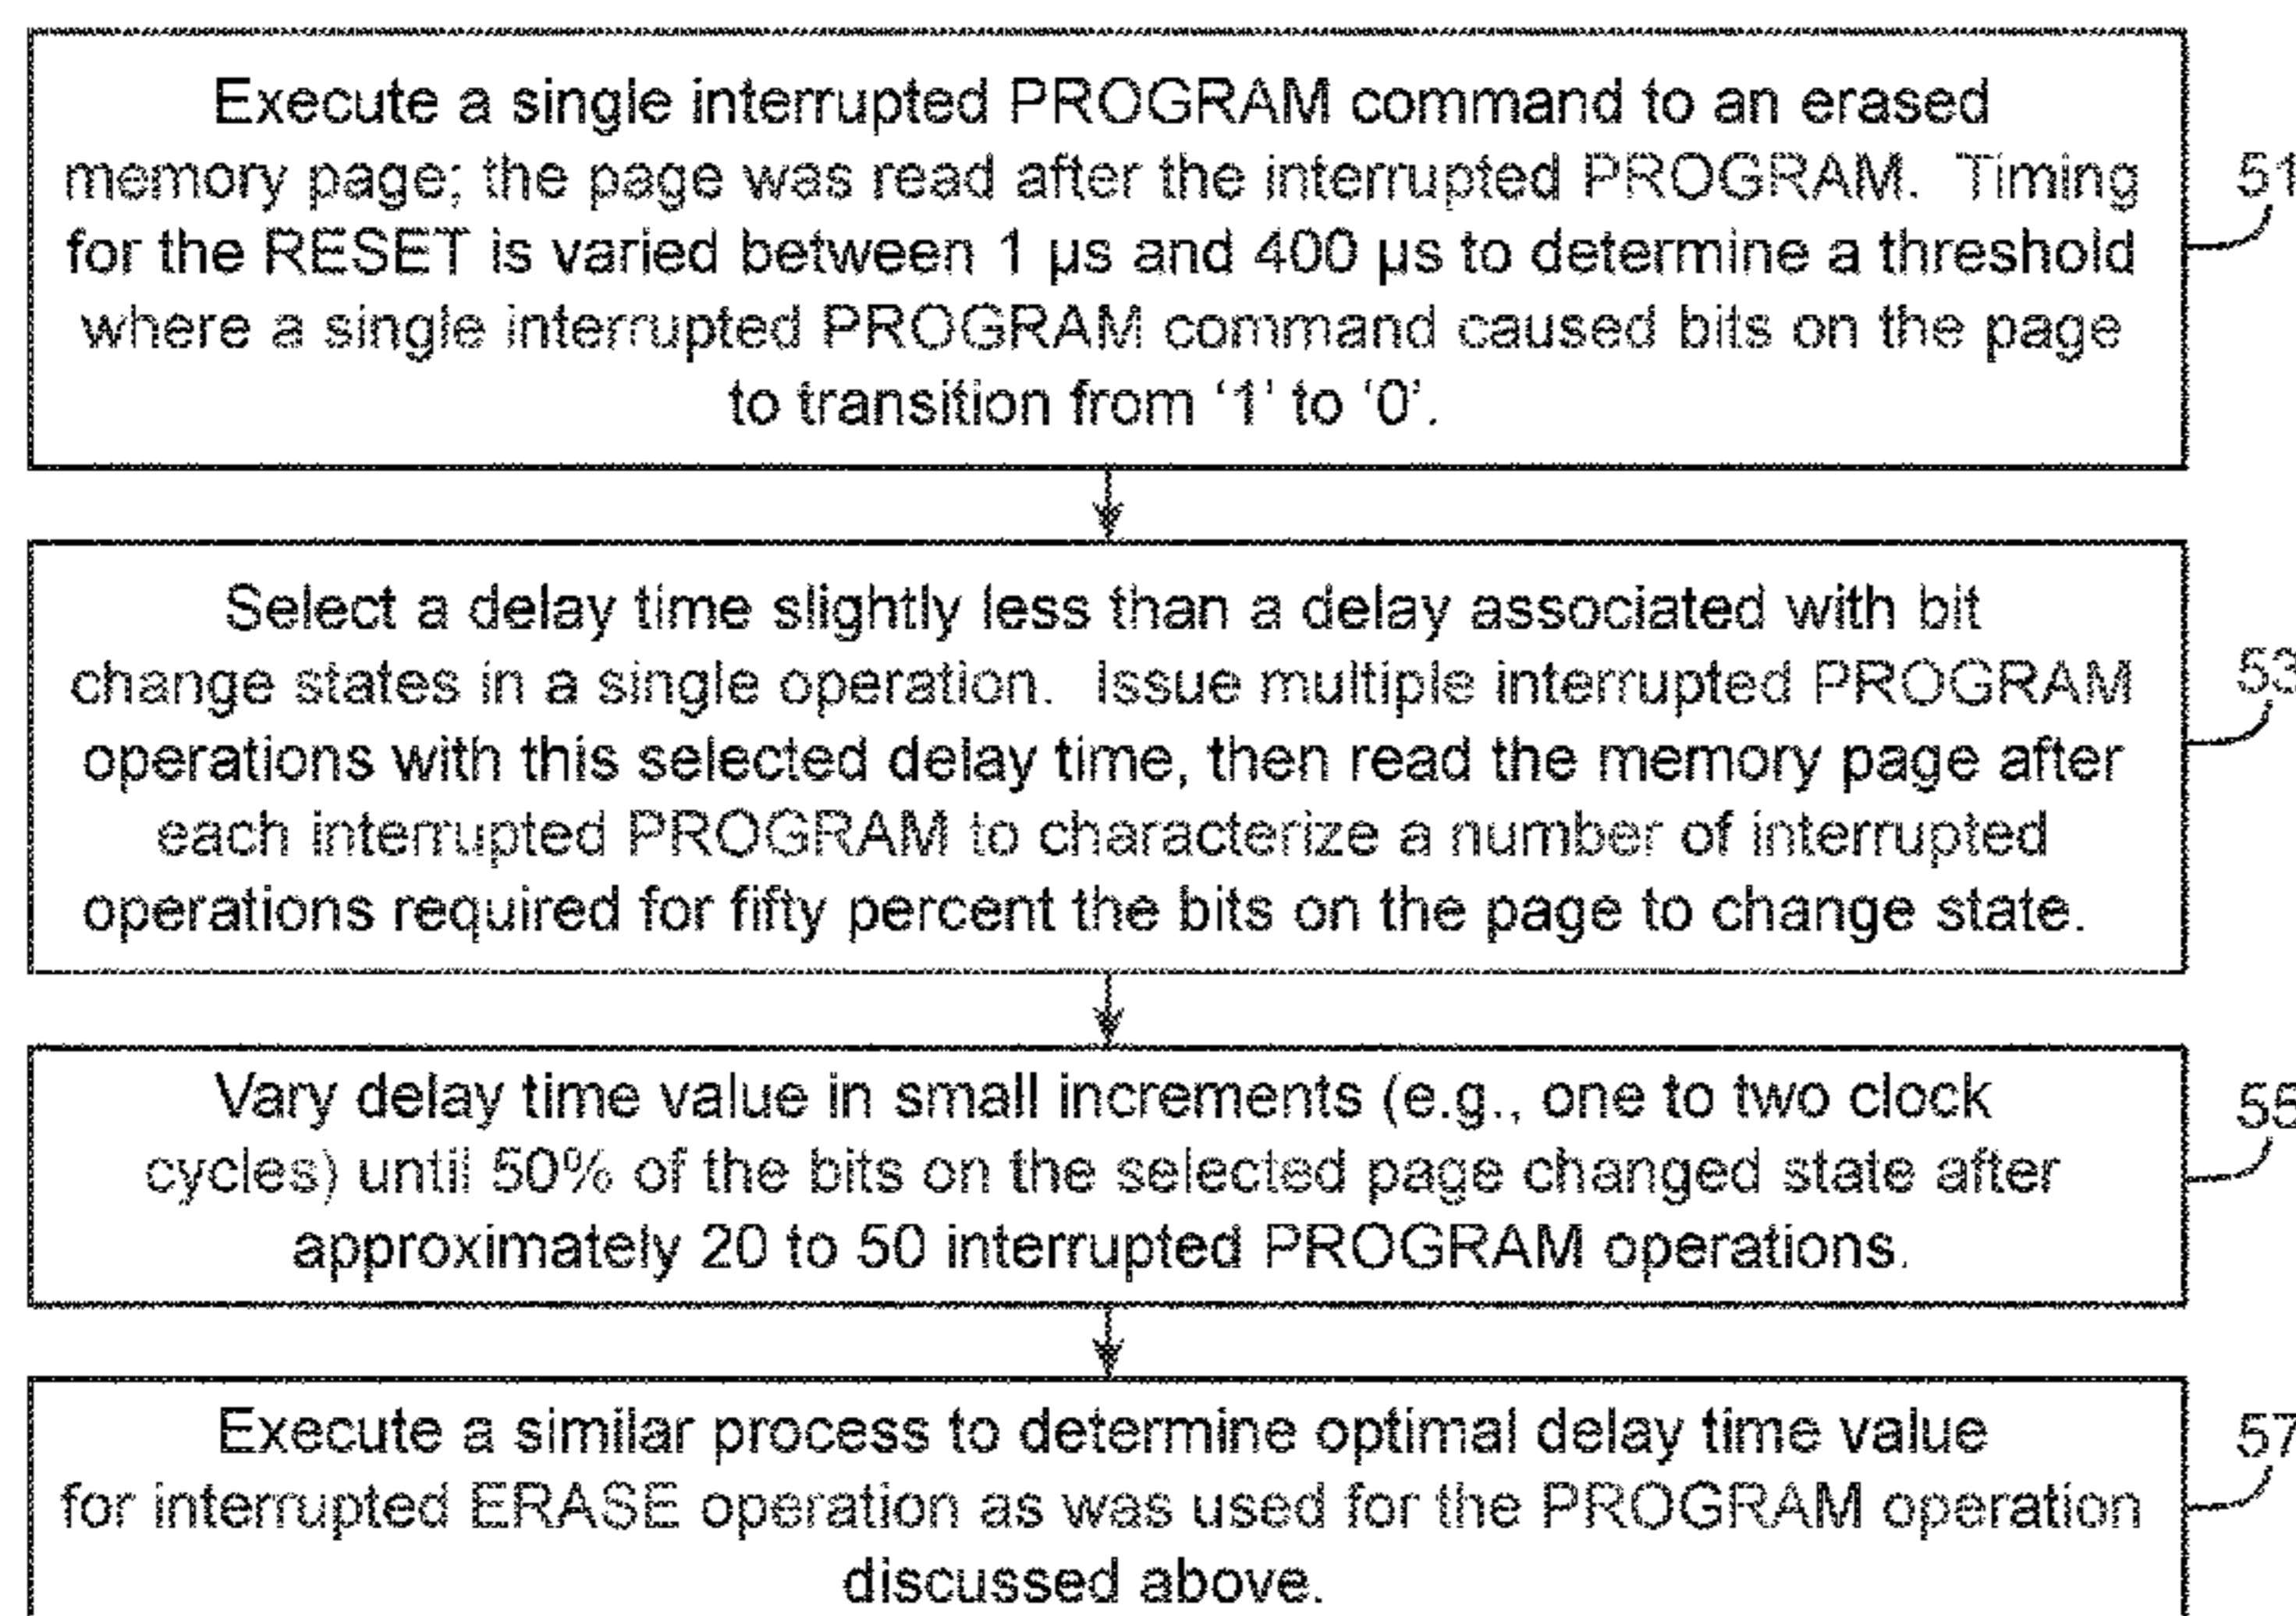 Execute a single interrupted PROGRAM command to an erased
memory page; the page was read after the interrupted PROGRAM. Timing
for the RESET is varied between 1 µs and 400 µs to determine a threshold
where a single interrupted PROGRAM command caused bits on the page
to transition from ‘1’ to ‘0’.
51
Select a delay time slightly less than a delay associated with bit
change states in a single operation. Issue multiple interrupted PROGRAM
operations with this selected delay time, then read the memory page after
each interrupted PROGRAM to characterize a number of interrupted
operations required for fifty percent the bits on the page to change state.
53
Vary delay time value in small increments (e.g., one to two clock
cycles) until 50% of the bits on the selected page changed state after
approximately 20 to 50 interrupted PROGRAM operations.
55
Execute a similar process to determine optimal delay time value
for interrupted ERASE operation as was used for the PROGRAM operation
discussed above.
57